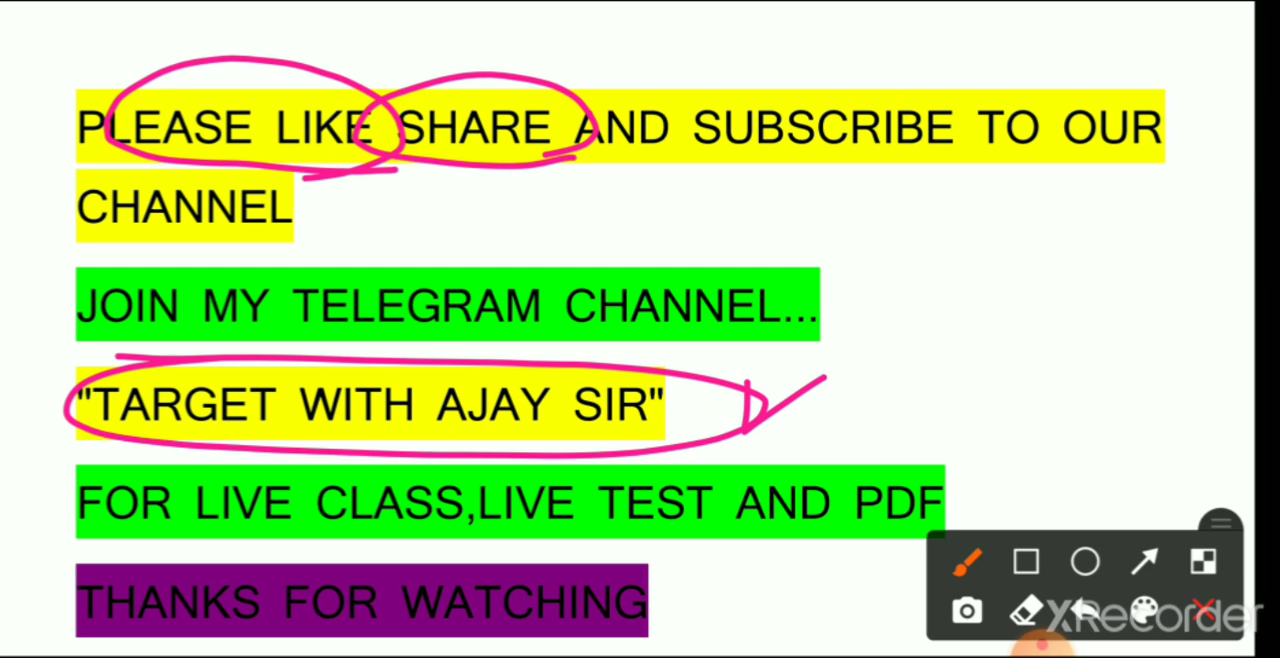 PLEASE LIKE SHARE AND SUBSCRIBE TO OUR
CHANNEL
JOIN MY TELEGRAM CHANNEL...
"TARGET WITH AJAY SIR"
FOR LIVE CLASS,LIVE TEST AND PDF
THANKS FOR WATCHING
XRecorder